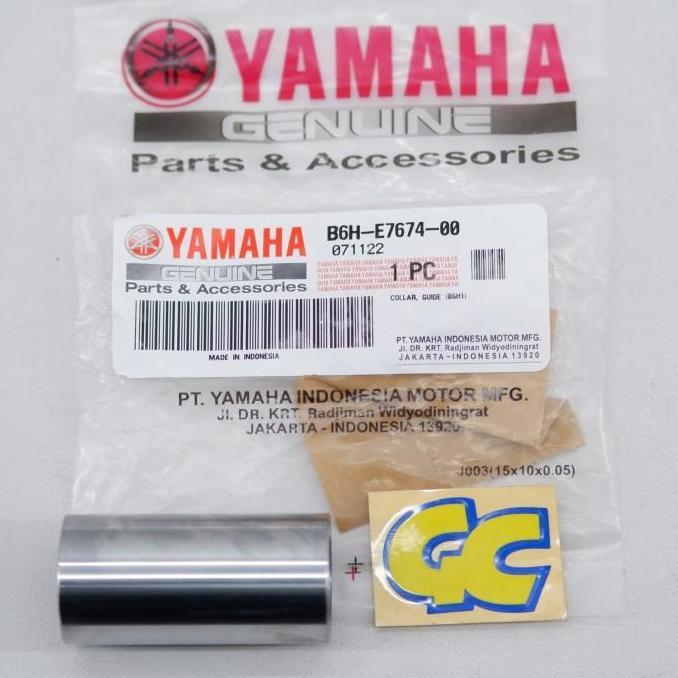 YAMAHA
GENUINE
Parts & Accessories
YAMAHA
GENUINE
Parts & Accessories
MADE IN INDONESIA
B6H-E7674-00
071122
1 PC
COLLAR, GUIDE (B6H1)
PT. YAMAHA INDONESIA MOTOR MFG.
Jl. DR. KRT. Radjiman Widyodiningrat
JAKARTA - INDONESIA 13920
PT. YAMAHA INDONESIA MOTOR MFG.
Jl. DR. KRT. Radjiman Widyodiningrat
JAKARTA - INDONESIA 13920
J003(15x10x0.05)
GC